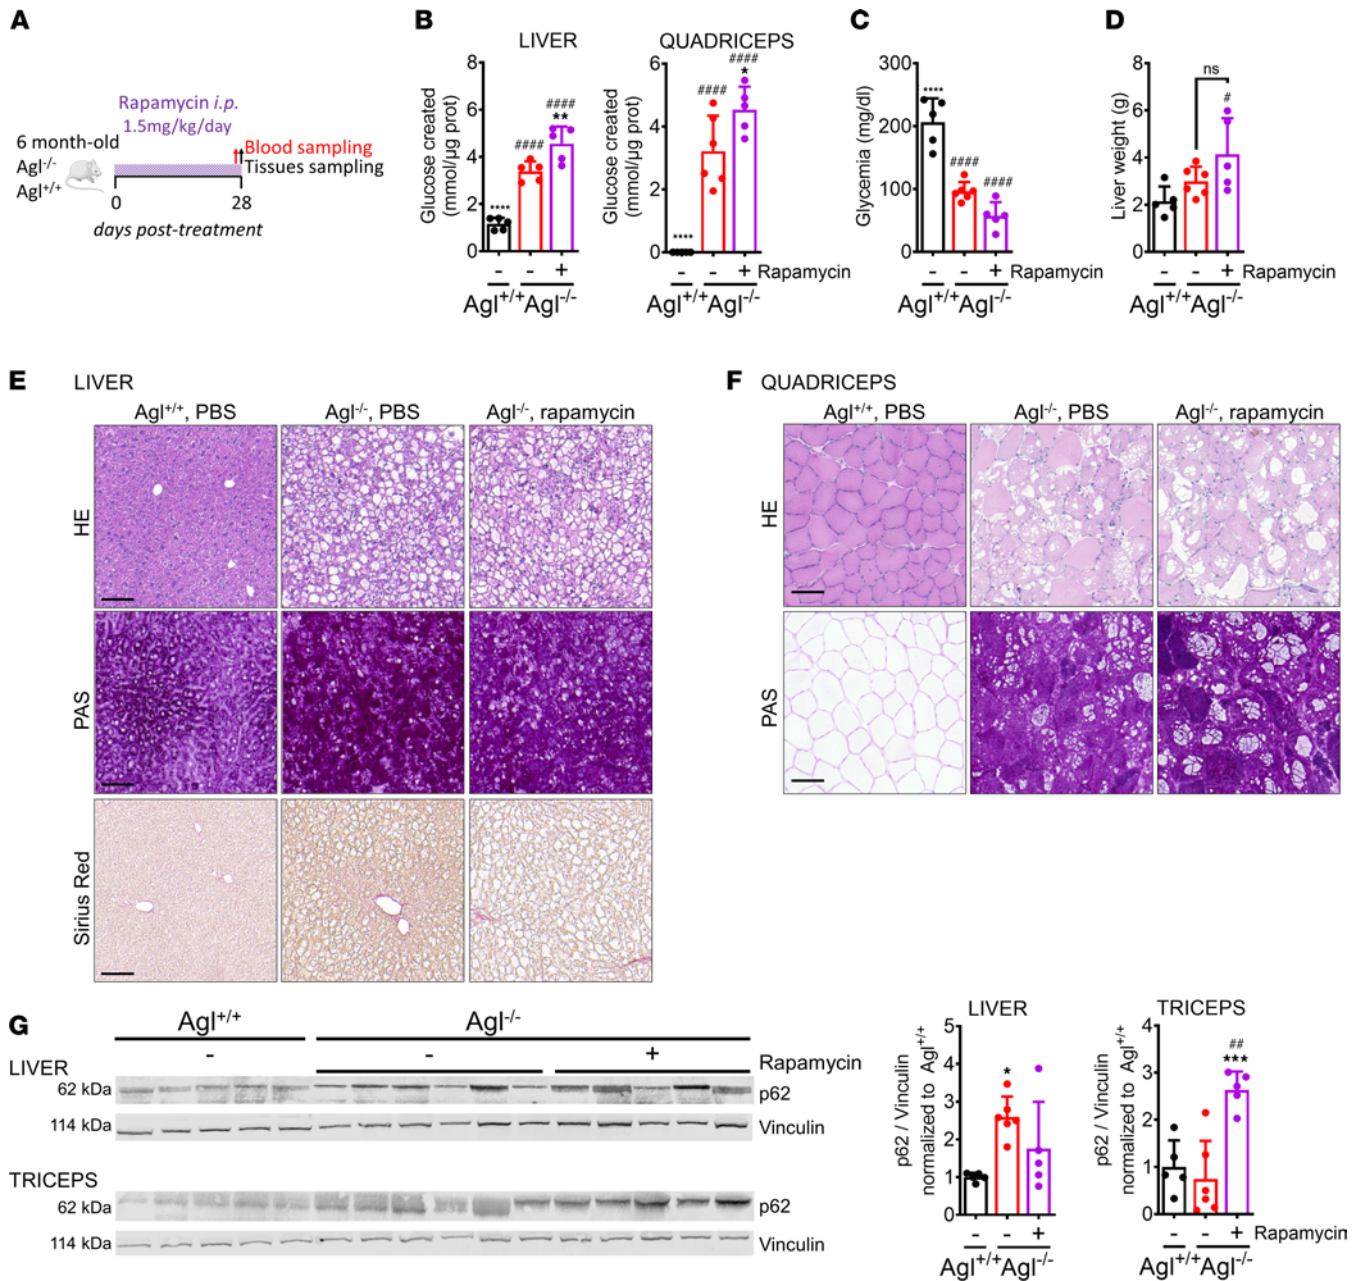 A
Rapamycin i.p.
1.5mg/kg/day
6 month-old
Agl-/-
Agl+/+
Blood sampling
Tissues sampling
0
28
days post-treatment
B
LIVER
Glucose created
(mmol/µg prot)
8
6
4
2
0
****
####
####
**
- - +
Agl+/+ Agl-/-
QUADRICEPS
Glucose created
(mmol/µg prot)
6
4
2
0
****
####
####
*
- - + Rapamycin
Agl+/+ Agl-/-
C
Glycemia (mg/dl)
300
200
100
0
****
####
####
- - + Rapamycin
Agl+/+ Agl-/-
D
Liver weight (g)
8
6
4
2
0
ns
#
- - + Rapamycin
Agl+/+ Agl-/-
E LIVER
Agl+/+, PBS Agl-/-, PBS Agl-/-, rapamycin
HE
PAS
Sirius Red
F QUADRICEPS
Agl+/+, PBS Agl-/-, PBS Agl-/-, rapamycin
HE
PAS
G
Agl+/+ Agl-/-
- - + Rapamycin
LIVER
62 kDa p62
114 kDa Vinculin
TRICEPS
62 kDa p62
114 kDa Vinculin
LIVER
p62 / Vinculin
normalized to Agl+/+
5
4
3
2
1
0
*
- - +
Agl+/+ Agl-/-
TRICEPS
p62 / Vinculin
normalized to Agl+/+
4
3
2
1
0
##
***
- - + Rapamycin
Agl+/+ Agl-/-